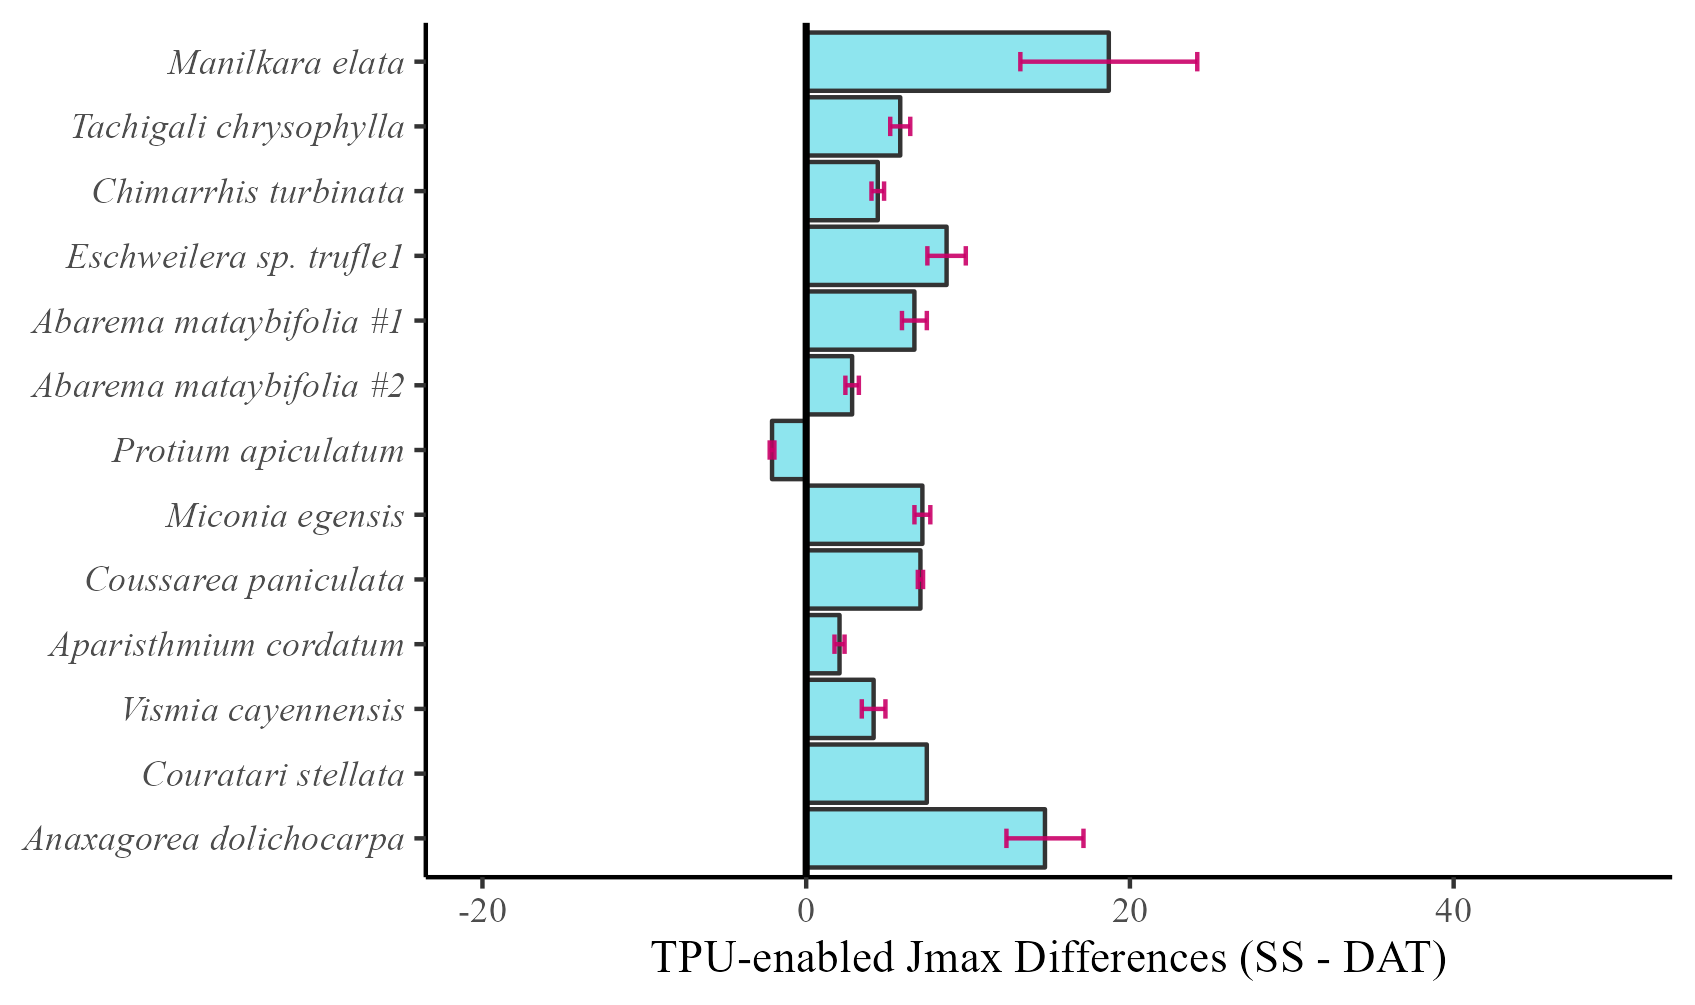 Manilkara elata
Tachigali chrysophylla
Chimarrhis turbinata
Eschweilera sp. trufle1
Abarema mataybifolia #1
Abarema mataybifolia #2
Protium apiculatum
Miconia egensis
Coussarea paniculata
Aparisthmium cordatum
Vismia cayennensis
Couratari stellata
Anaxagorea dolichocarpa
-20 0 20 40
TPU-enabled Jmax Differences (SS - DAT)